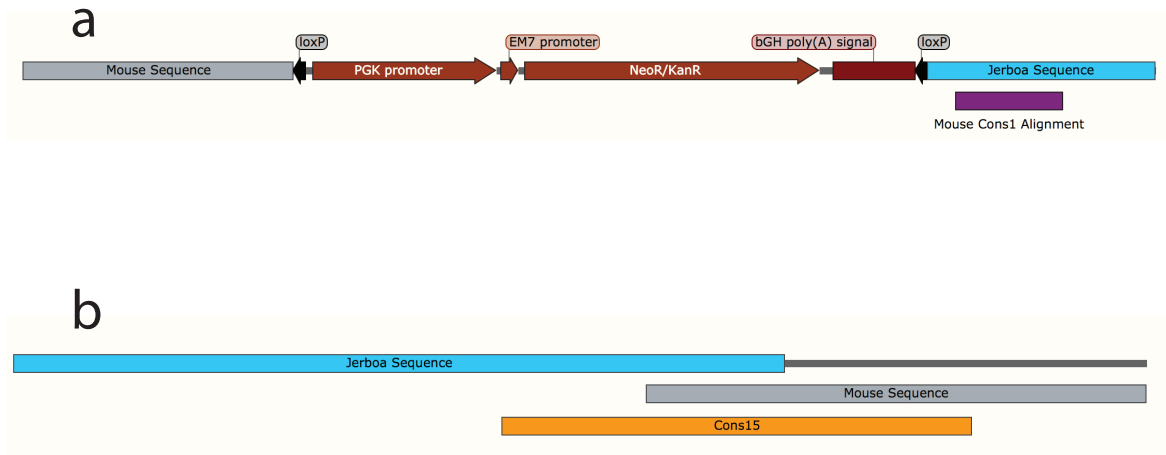 a
loxP EM7 promoter bGH poly(A) signal loxP
Mouse Sequence PGK promoter NeoR/KanR Jerboa Sequence
Mouse Cons1 Alignment
b
Jerboa Sequence
Mouse Sequence
Cons15